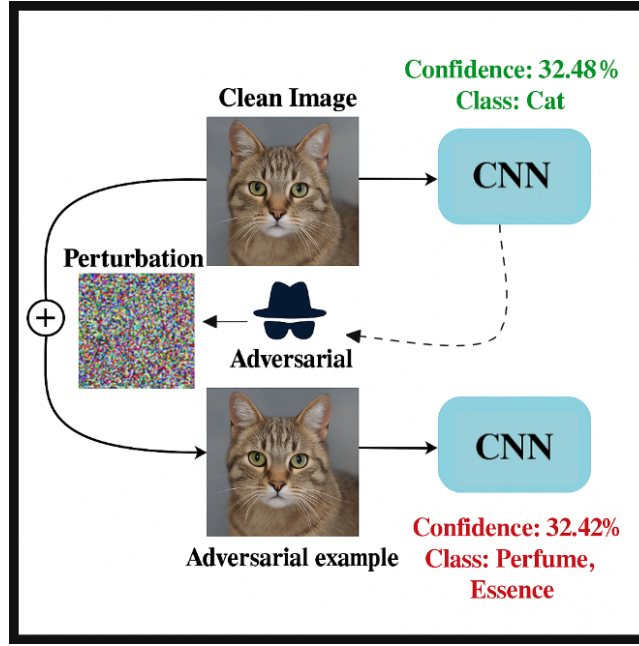 Confidence: 32.48%
Class: Cat
Clean Image
CNN
Perturbation
+
Adversarial
CNN
Adversarial example
Confidence: 32.42%
Class: Perfume,
Essence